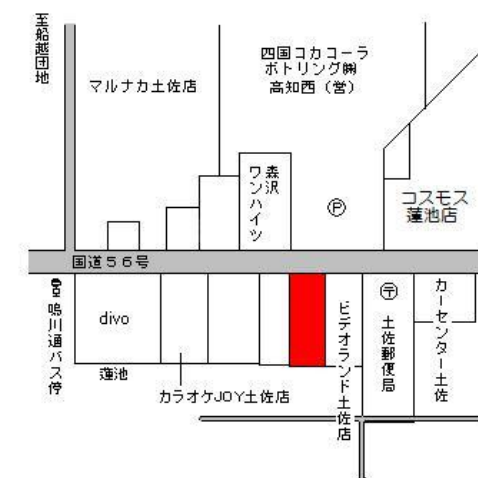 至船越団地
マルナカ土佐店
四国コカコーラ
ボトリング㈱
高知西（営）
森沢
ワンハイツ
Ⓟ
コスモス
蓮池店
国道５６号
鳴川通バス停
divo
蓮池
カラオケJOY土佐店
ビデオランド土佐店
〶
土佐郵便局
カーセンター土佐